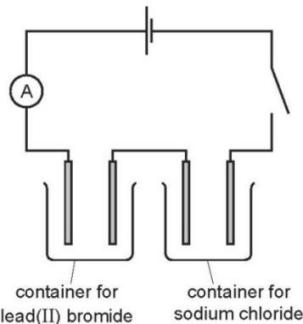 A
container for
lead(II) bromide
container for
sodium chloride